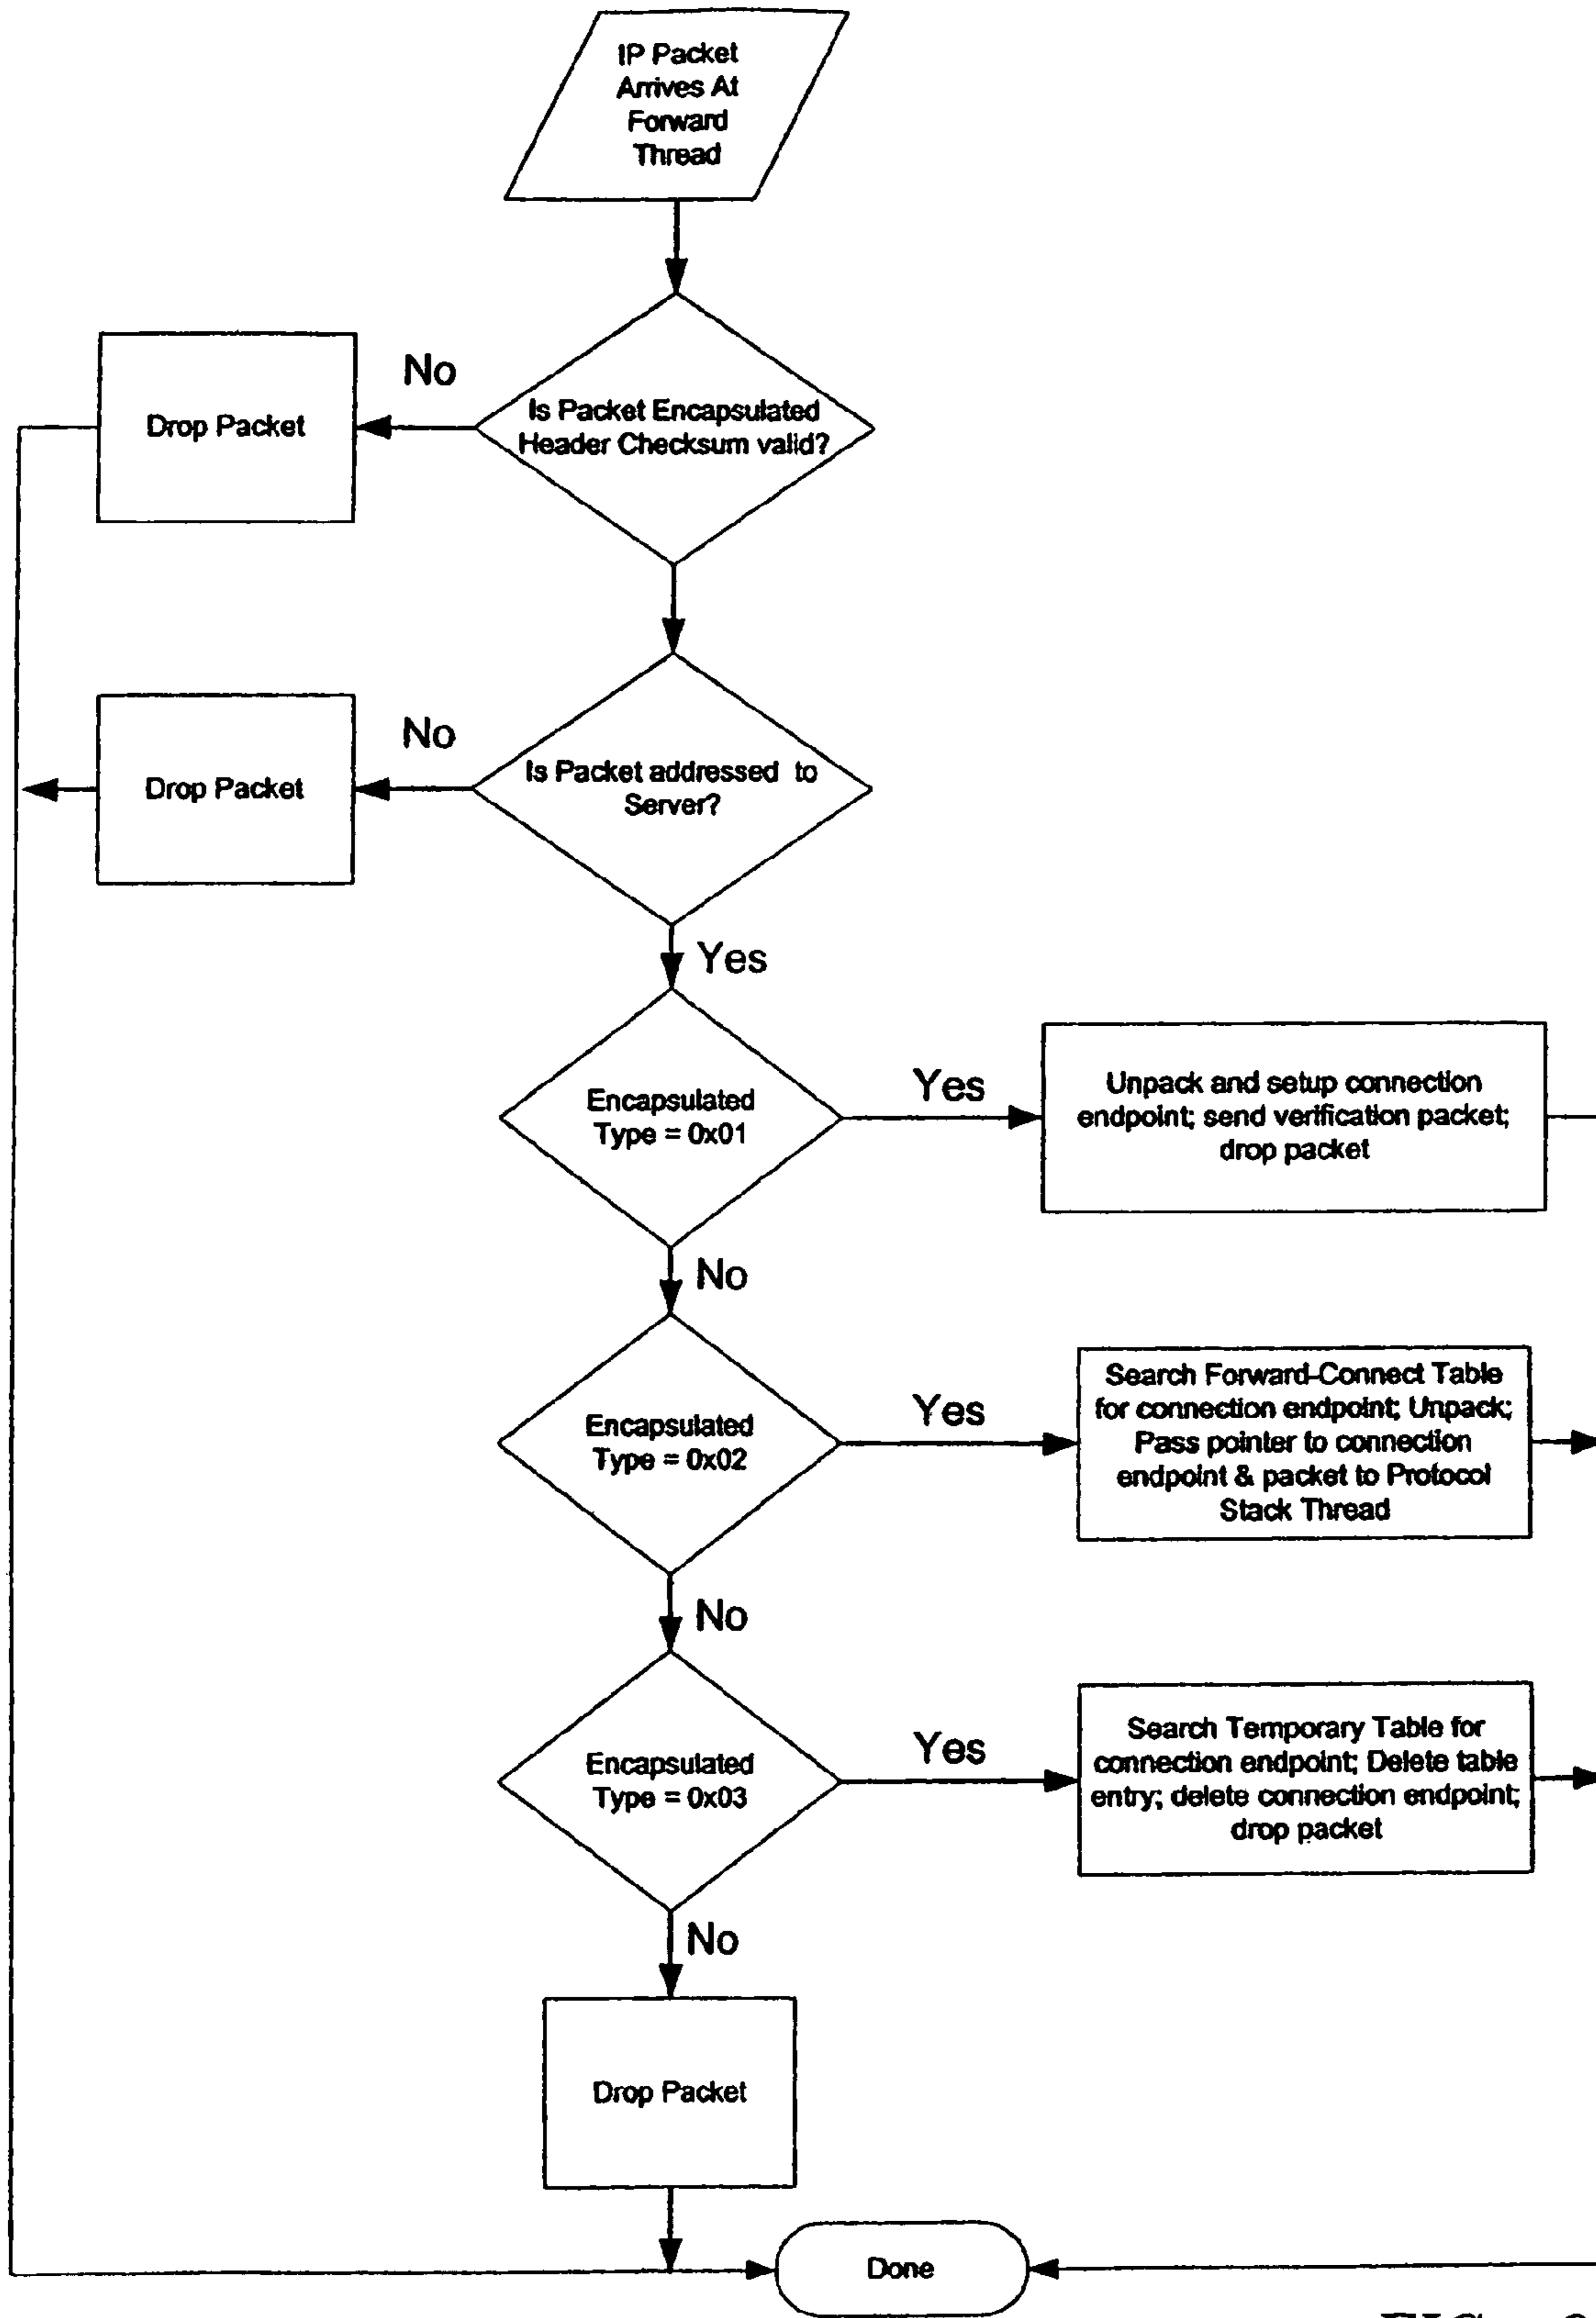 IP Packet
Arrives At
Forward
Thread
No
Drop Packet
Is Packet Encapsulated
Header Checksum valid?
No
Drop Packet
Is Packet addressed to
Server?
Yes
Encapsulated
Type = 0x01
Yes
Unpack and setup connection
endpoint; send verification packet;
drop packet
No
Encapsulated
Type = 0x02
Yes
Search Forward-Connect Table
for connection endpoint; Unpack;
Pass pointer to connection
endpoint & packet to Protocol
Stack Thread
No
Encapsulated
Type = 0x03
Yes
Search Temporary Table for
connection endpoint; Delete table
entry; delete connection endpoint;
drop packet
No
Drop Packet
Done